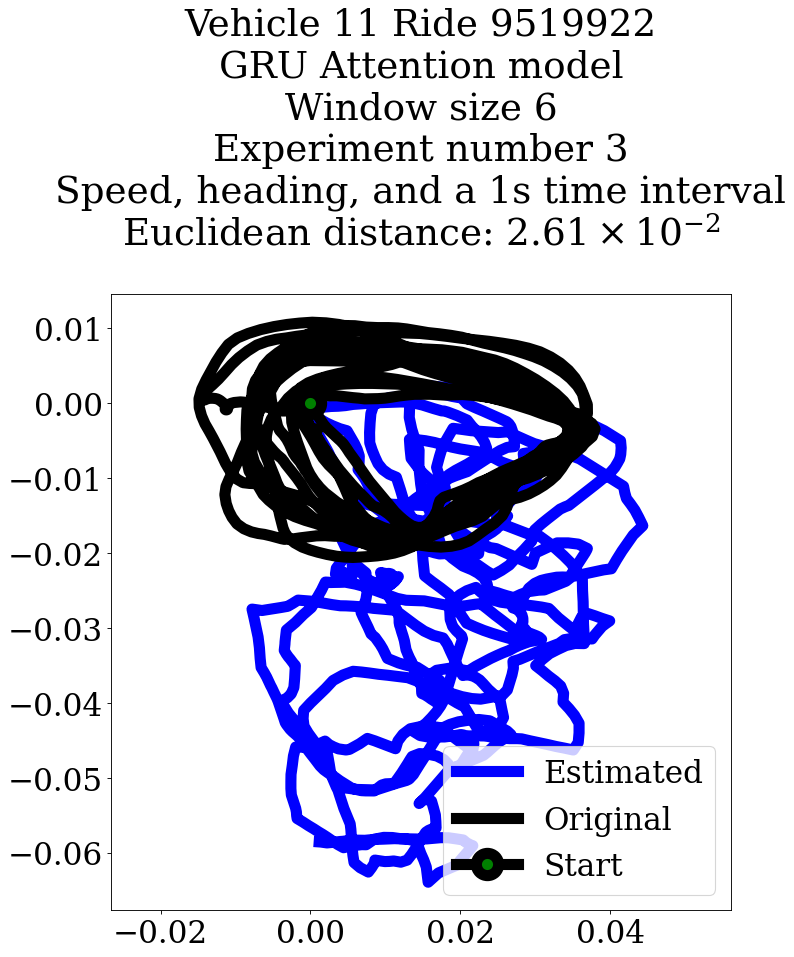 Vehicle 11 Ride 9519922
GRU Attention model
Window size 6
Experiment number 3
Speed, heading, and a 1s time interval
Euclidean distance: 2.61 × 10⁻²
0.01
0.00
−0.01
−0.02
−0.03
−0.04
−0.05
−0.06
Estimated
Original
Start
−0.02
0.00
0.02
0.04